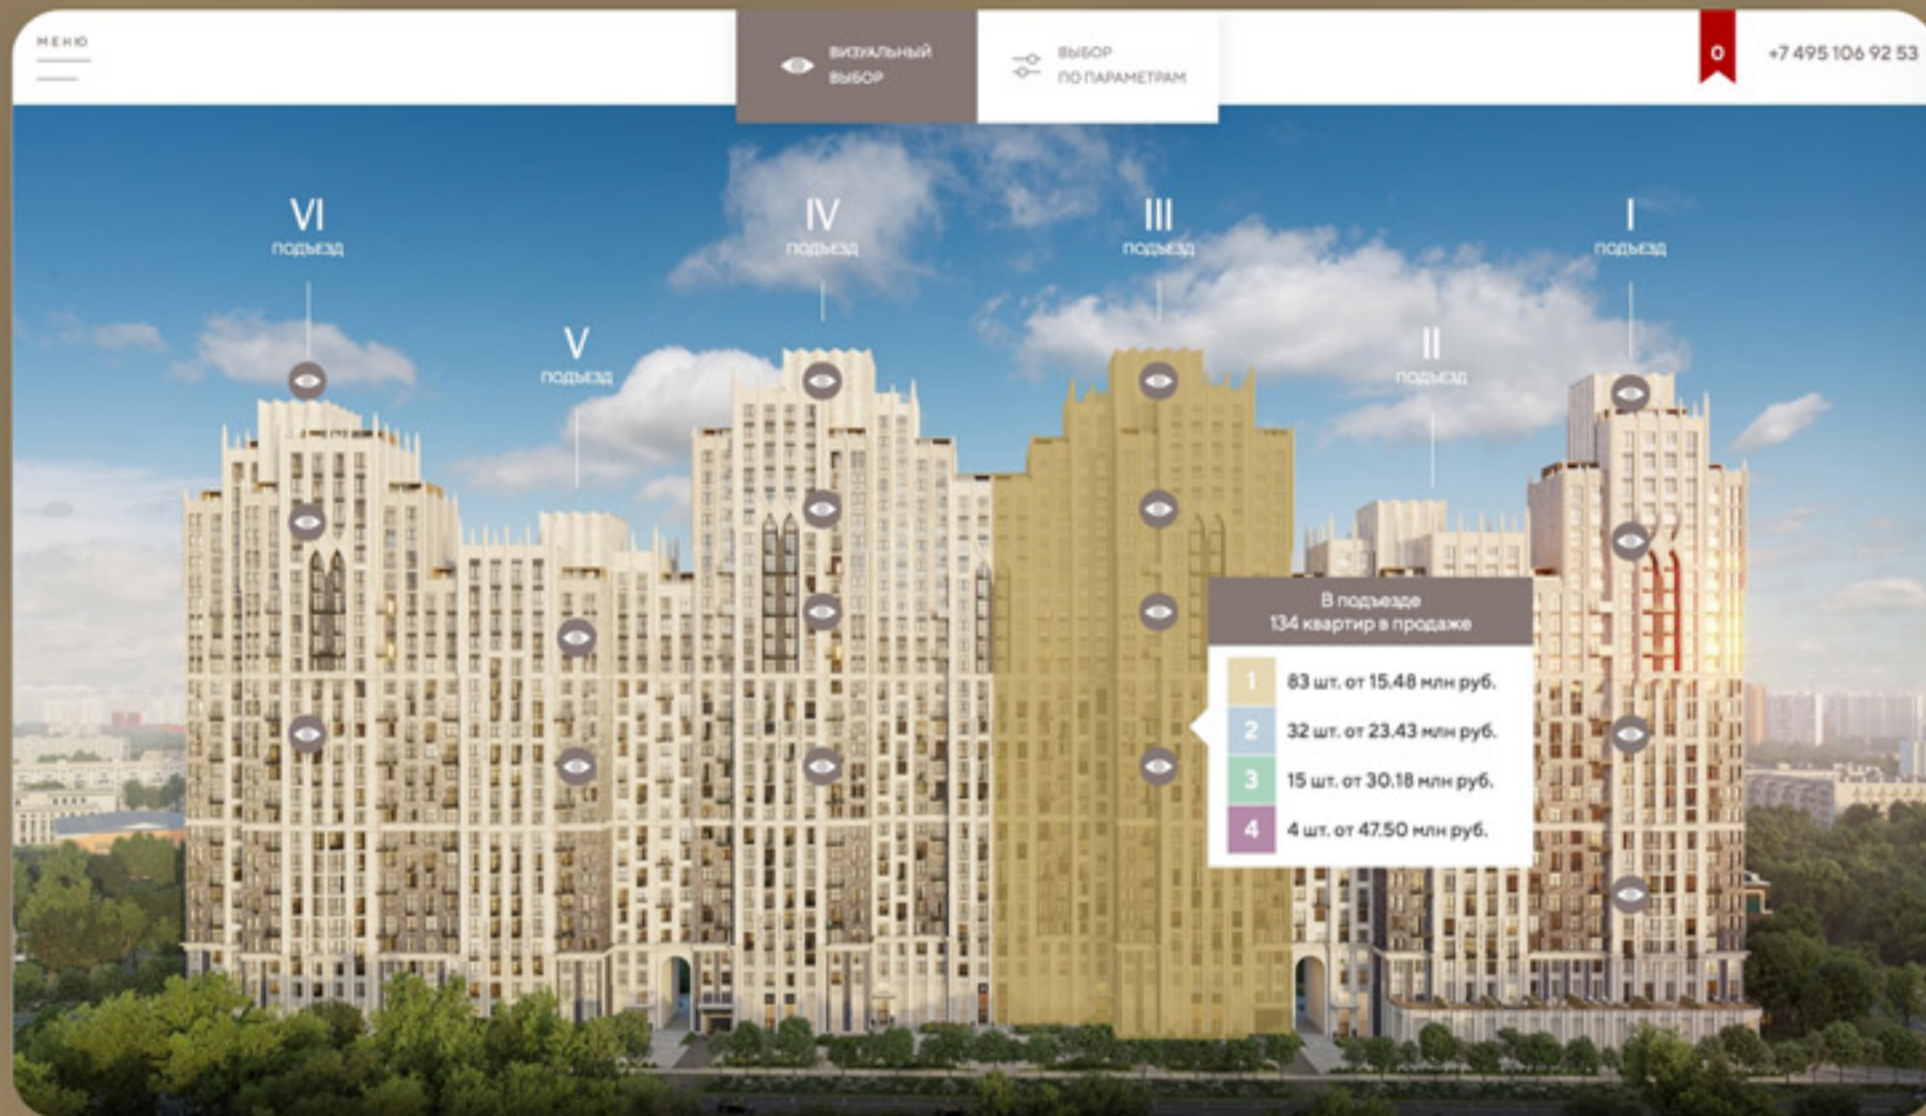 МЕНЮ
ВИЗУАЛЬНЫЙ
ВЫБОР
ВЫБОР
ПО ПАРАМЕТРАМ
0
+7 495 106 92 53
VI
ПОДЪЕЗД
V
ПОДЪЕЗД
IV
ПОДЪЕЗД
III
ПОДЪЕЗД
II
ПОДЪЕЗД
I
ПОДЪЕЗД
В подъезде
134 квартир в продаже
1 83 шт. от 15.48 млн руб.
2 32 шт. от 23.43 млн руб.
3 15 шт. от 30.18 млн руб.
4 4 шт. от 47.50 млн руб.